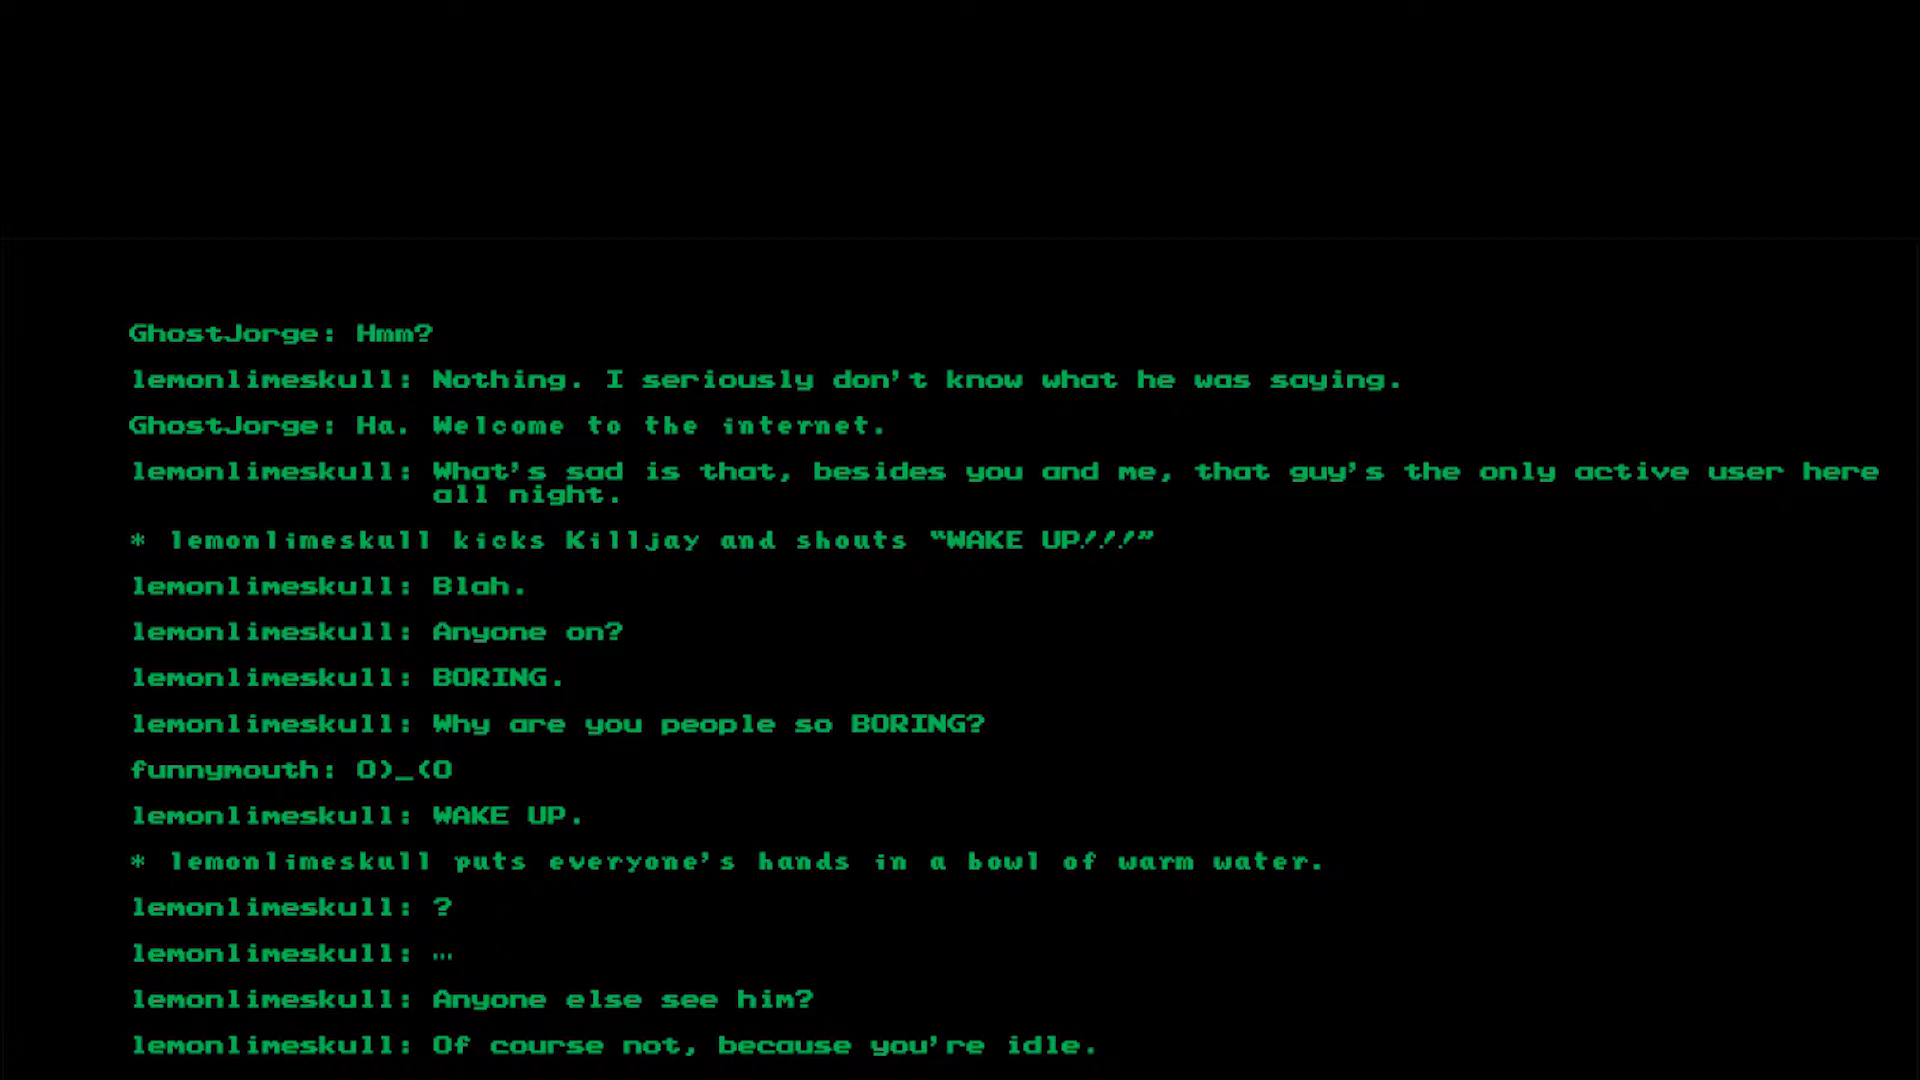 GhostJorge: Hmm?
lemonlimeskull: Nothing. I seriously don't know what he was saying.
GhostJorge: Ha. Welcome to the internet.
lemonlimeskull: What's sad is that, besides you and me, that guy's the only active user here
all night.
* lemonlimeskull kicks Killjay and shouts “WAKE UP!!!”
lemonlimeskull: Blah.
lemonlimeskull: Anyone on?
lemonlimeskull: BORING.
lemonlimeskull: Why are you people so BORING?
funnymouth: O)_(O
lemonlimeskull: WAKE UP.
* lemonlimeskull puts everyone's hands in a bowl of warm water.
lemonlimeskull: ?
lemonlimeskull: …
lemonlimeskull: Anyone else see him?
lemonlimeskull: Of course not, because you're idle.